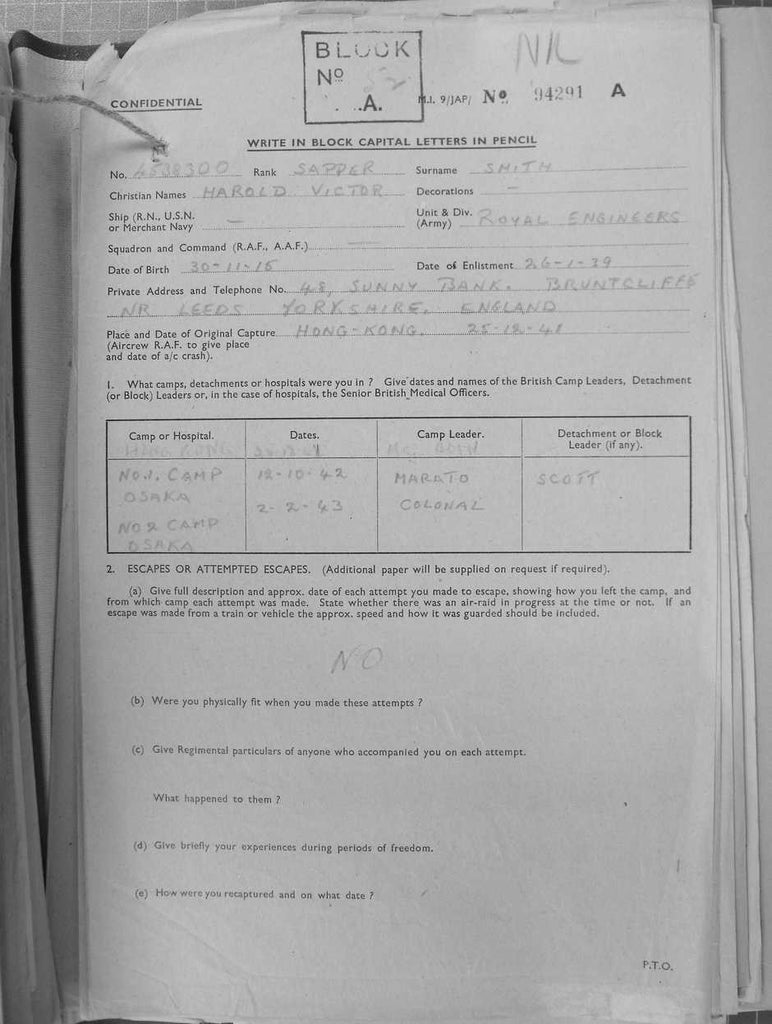 BLOCK
Nº 52
A.
NIL
CONFIDENTIAL
M.I. 9/JAP/ Nº 94291 A
WRITE IN BLOCK CAPITAL LETTERS IN PENCIL
No. 4538300 Rank SAPPER Surname SMITH
Christian Names HAROLD VICTOR Decorations —
Ship (R.N., U.S.N. or Merchant Navy — Unit & Div. (Army) ROYAL ENGINEERS
Squadron and Command (R.A.F., A.A.F.) —
Date of Birth 30-11-15 Date of Enlistment 26-1-39
Private Address and Telephone No. 48, SUNNY BANK. BRUNTCLIFFE
NR LEEDS YORKSHIRE. ENGLAND
Place and Date of Original Capture HONG-KONG. 25-12-41
(Aircrew R.A.F. to give place
and date of a/c crash).
1. What camps, detachments or hospitals were you in ? Give dates and names of the British Camp Leaders, Detachment
(or Block) Leaders or, in the case of hospitals, the Senior British Medical Officers.
Camp or Hospital. Dates. Camp Leader. Detachment or Block
Leader (if any).
HONG KONG
NO.1. CAMP 12-10-42 MARATO SCOTT
OSAKA 2-2-43 COLONAL
NO 2 CAMP
OSAKA
2. ESCAPES OR ATTEMPTED ESCAPES. (Additional paper will be supplied on request if required).
(a) Give full description and approx. date of each attempt you made to escape, showing how you left the camp, and
from which camp each attempt was made. State whether there was an air-raid in progress at the time or not. If an
escape was made from a train or vehicle the approx. speed and how it was guarded should be included.
NO
(b) Were you physically fit when you made these attempts ?
(c) Give Regimental particulars of anyone who accompanied you on each attempt.
What happened to them ?
(d) Give briefly your experiences during periods of freedom.
(e) How were you recaptured and on what date ?
P.T.O.